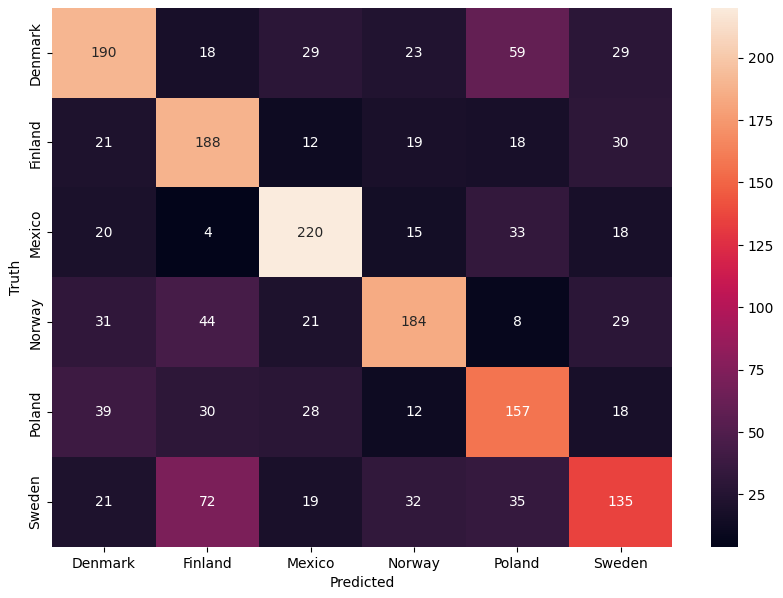 Truth
Denmark 190 18 29 23 59 29
Finland 21 188 12 19 18 30
Mexico 20 4 220 15 33 18
Norway 31 44 21 184 8 29
Poland 39 30 28 12 157 18
Sweden 21 72 19 32 35 135
Denmark Finland Mexico Norway Poland Sweden
Predicted
200
175
150
125
100
75
50
25